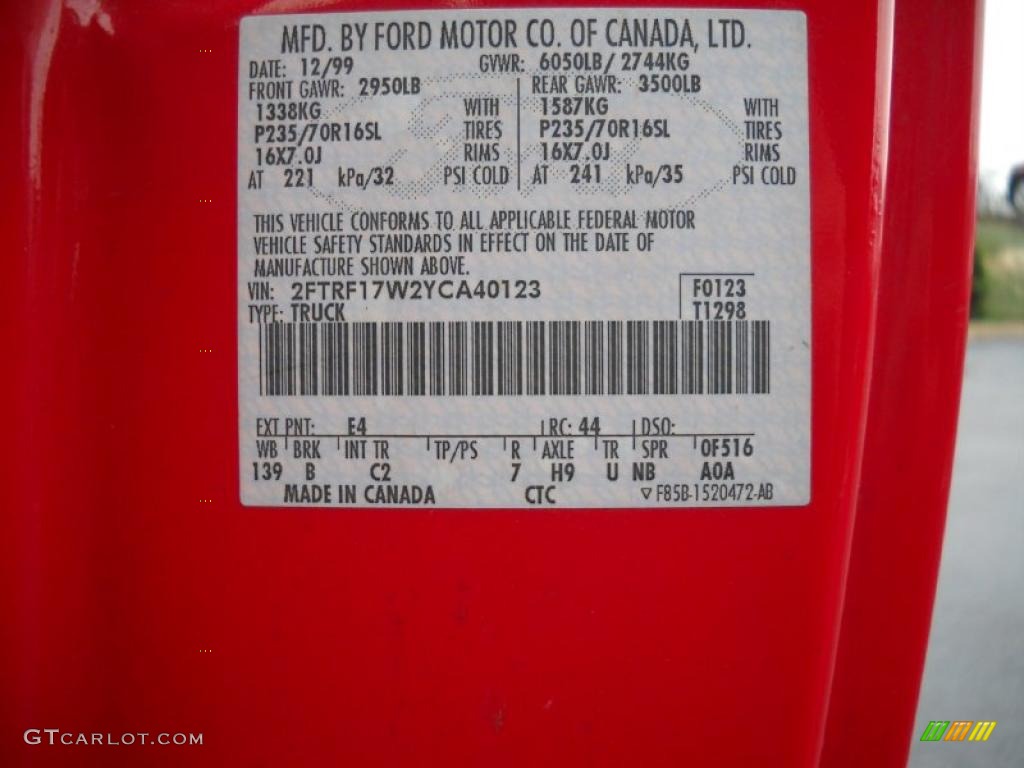 MFD. BY FORD MOTOR CO. OF CANADA, LTD.
DATE: 12/99 GVWR: 6050LB/ 2744KG
FRONT GAWR: 2950LB REAR GAWR: 3500LB
1338KG WITH 1587KG WITH
P235/70R16SL TIRES P235/70R16SL TIRES
16X7.0J RIMS 16X7.0J RIMS
AT 221 kPa/32 PSI COLD AT 241 kPa/35 PSI COLD
THIS VEHICLE CONFORMS TO ALL APPLICABLE FEDERAL MOTOR
VEHICLE SAFETY STANDARDS IN EFFECT ON THE DATE OF
MANUFACTURE SHOWN ABOVE.
VIN: 2FTRF17W2YCA40123 F0123
TYPE: TRUCK T1298
EXT PNT: E4 RC: 44 DSO:
WB BRK INT TR TP/PS R AXLE TR SPR 0F516
139 B C2 7 H9 U NB A0A
MADE IN CANADA CTC ▽ F85B-1520472-AB
GTCARLOT.COM